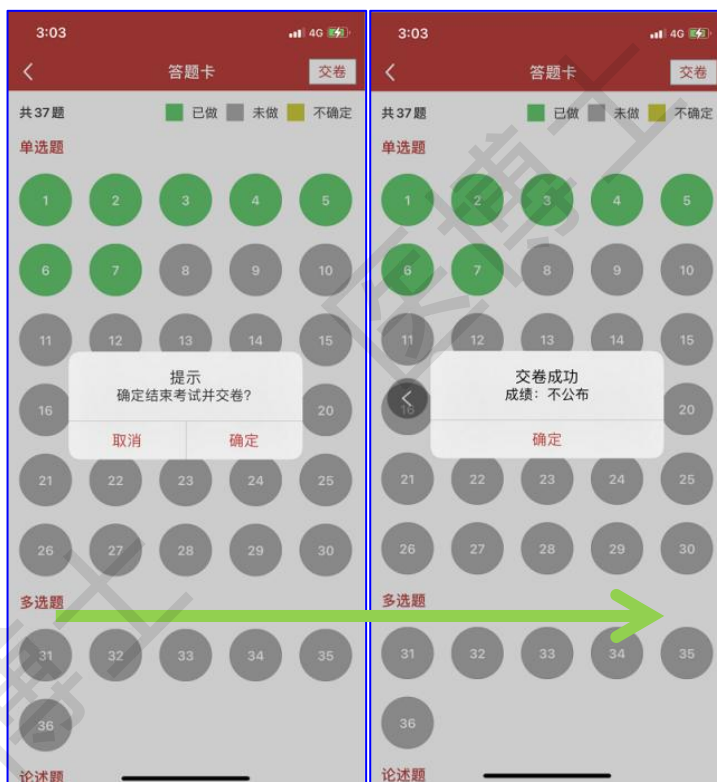 3:03
4G
答题卡
交卷
共37题
已做 未做 不确定
单选题
1 2 3 4 5
6 7 8 9 10
11 12 13 14 15
提示
确定结束考试并交卷?
16
20
取消 确定
21 22 23 24 25
26 27 28 29 30
多选题
31 32 33 34 35
36
论述题
3:03
4G
答题卡
交卷
共37题
已做 未做 不确定
单选题
1 2 3 4 5
6 7 8 9 10
11 12 13 14 15
交卷成功
成绩：不公布
16
20
确定
21 22 23 24 25
26 27 28 29 30
多选题
31 32 33 34 35
36
论述题
医博士
博士